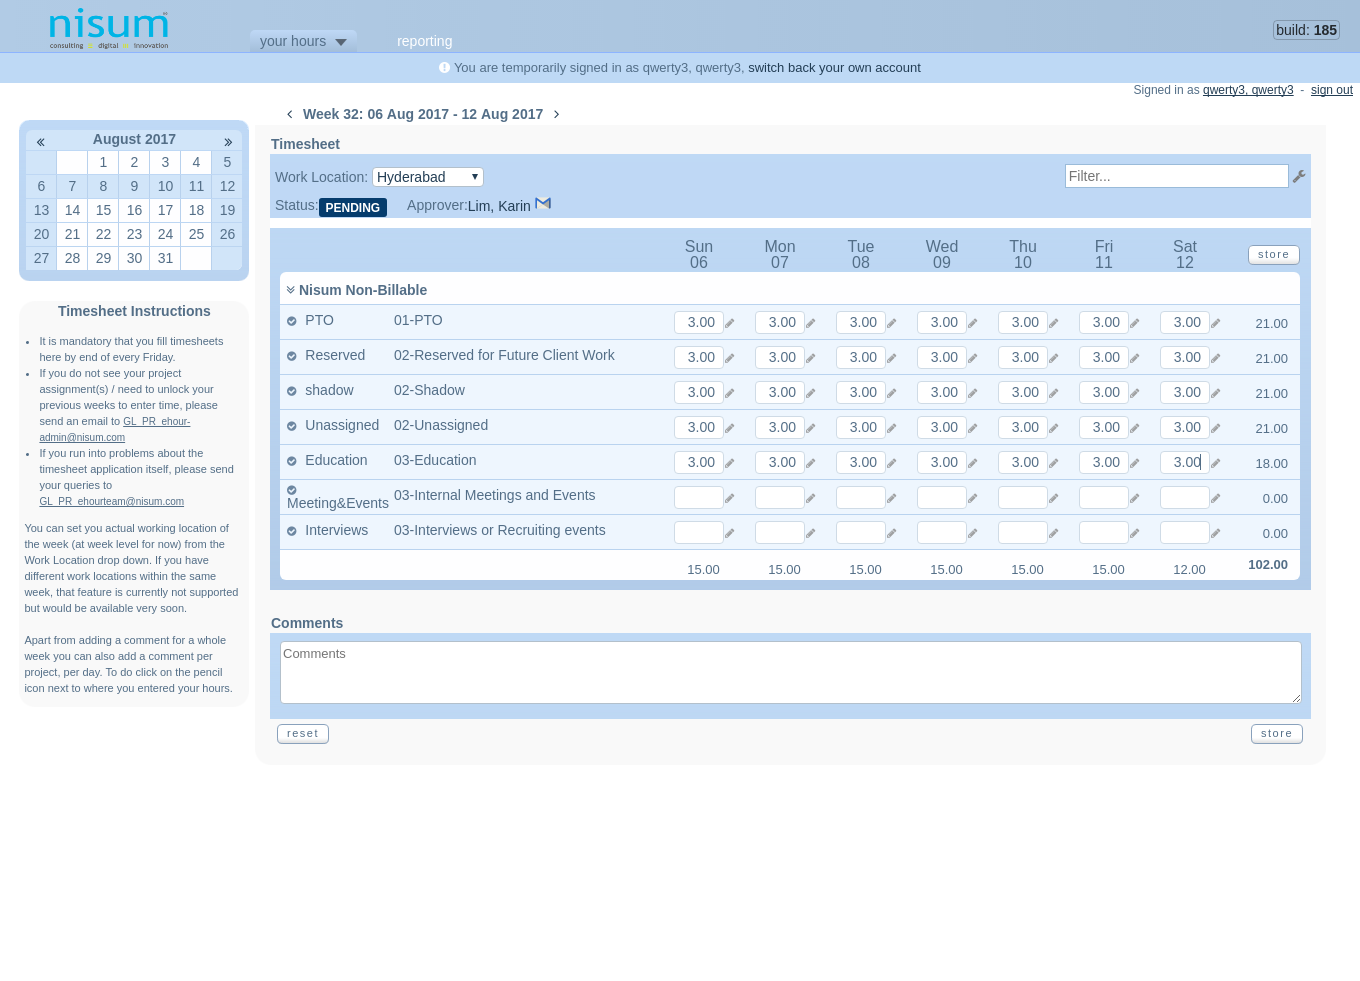 nisum
consulting digital innovation
your hours
reporting
build: 185
You are temporarily signed in as qwerty3, qwerty3, switch back your own account
Signed in as qwerty3, qwerty3 - sign out
August 2017
1 2 3 4 5
6 7 8 9 10 11 12
13 14 15 16 17 18 19
20 21 22 23 24 25 26
27 28 29 30 31
Timesheet Instructions
• It is mandatory that you fill timesheets
here by end of every Friday.
• If you do not see your project
assignment(s) / need to unlock your
previous weeks to enter time, please
send an email to GL_PR_ehour-
admin@nisum.com
• If you run into problems about the
timesheet application itself, please send
your queries to
GL_PR_ehourteam@nisum.com
You can set you actual working location of
the week (at week level for now) from the
Work Location drop down. If you have
different work locations within the same
week, that feature is currently not supported
but would be available very soon.
Apart from adding a comment for a whole
week you can also add a comment per
project, per day. To do click on the pencil
icon next to where you entered your hours.
Week 32: 06 Aug 2017 - 12 Aug 2017
Timesheet
Work Location: Hyderabad
Filter...
Status: PENDING Approver: Lim, Karin
Sun Mon Tue Wed Thu Fri Sat
06 07 08 09 10 11 12
store
Nisum Non-Billable
PTO 01-PTO 3.00 3.00 3.00 3.00 3.00 3.00 3.00 21.00
Reserved 02-Reserved for Future Client Work 3.00 3.00 3.00 3.00 3.00 3.00 3.00 21.00
shadow 02-Shadow 3.00 3.00 3.00 3.00 3.00 3.00 3.00 21.00
Unassigned 02-Unassigned 3.00 3.00 3.00 3.00 3.00 3.00 3.00 21.00
Education 03-Education 3.00 3.00 3.00 3.00 3.00 3.00 3.00 18.00
Meeting&Events 03-Internal Meetings and Events 0.00
Interviews 03-Interviews or Recruiting events 0.00
15.00 15.00 15.00 15.00 15.00 15.00 12.00 102.00
Comments
Comments
reset
store